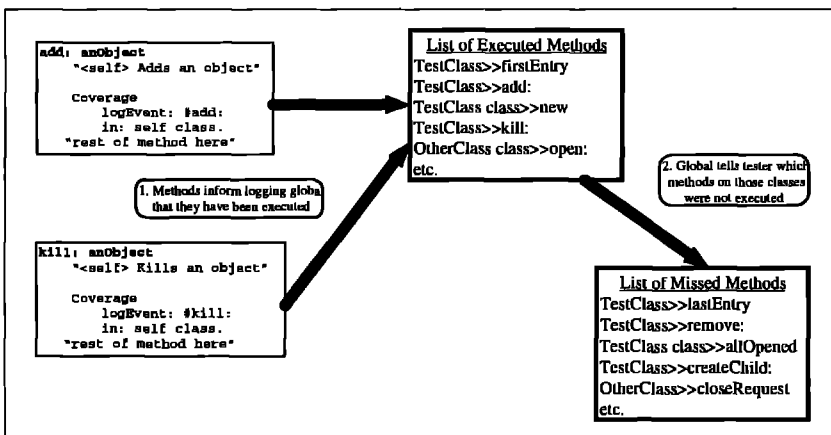 add: anObject
"<self> Adds an object"
Coverage
logEvent: #add:
in: self class.
"rest of method here"
List of Executed Methods
TestClass>>firstEntry
TestClass>>add:
TestClass class>>new
TestClass>>kill:
OtherClass class>>open:
etc.
1. Methods inform logging global
that they have been executed
2. Global tells tester which
methods on those classes
were not executed
kill: anObject
"<self> Kills an object"
Coverage
logEvent: #kill:
in: self class.
"rest of method here"
List of Missed Methods
TestClass>>lastEntry
TestClass>>remove:
TestClass class>>allOpened
TestClass>>createChild:
OtherClass>>closeRequest
etc.